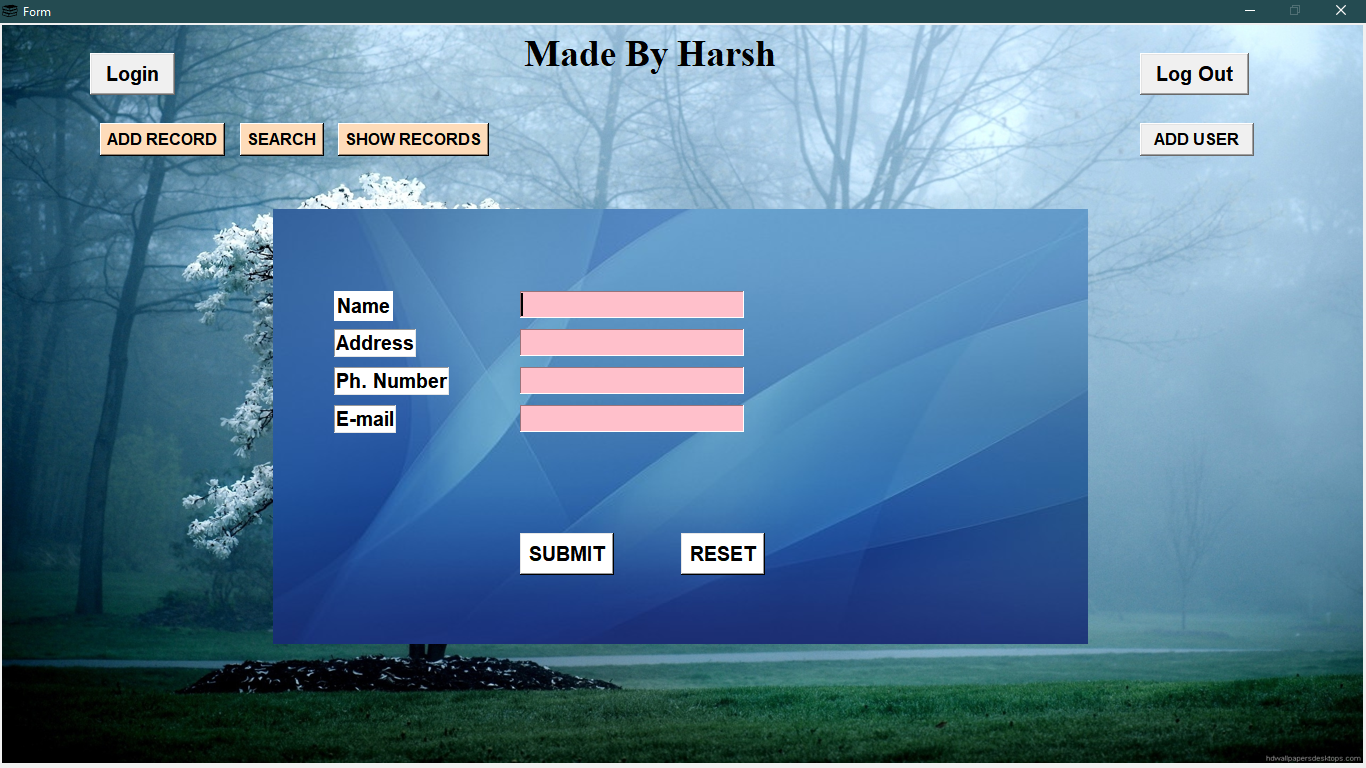 Form
Made By Harsh
Login
Log Out
ADD RECORD
SEARCH
SHOW RECORDS
ADD USER
Name
Address
Ph. Number
E-mail
SUBMIT
RESET
hdwallpapersdesktops.com